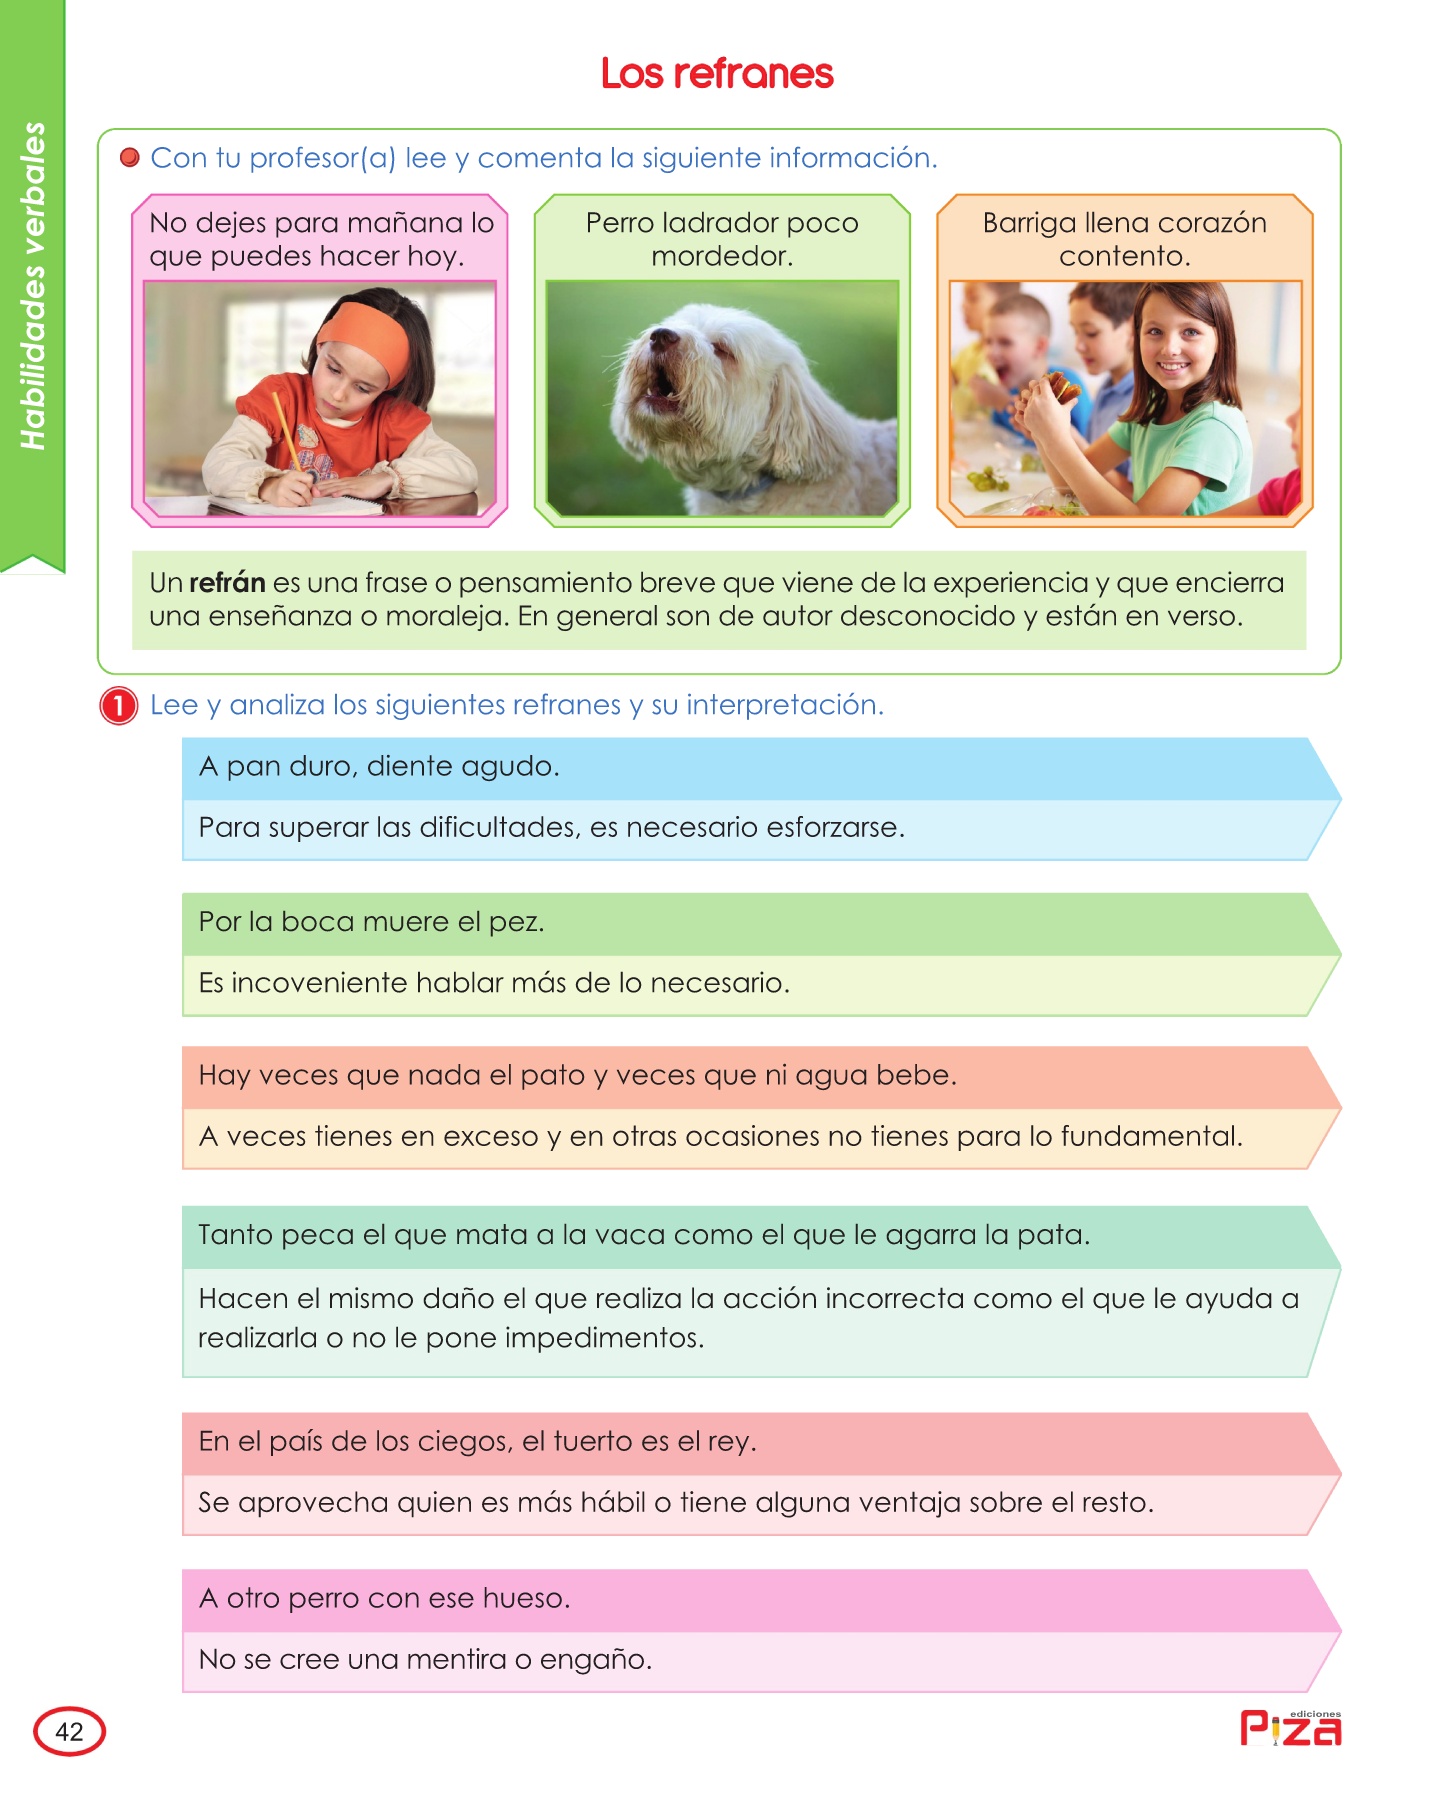 Habilidades verbales
Los refranes
Con tu profesor(a) lee y comenta la siguiente información.
No dejes para mañana lo
que puedes hacer hoy.
Perro ladrador poco
mordedor.
Barriga llena corazón
contento.
Un refrán es una frase o pensamiento breve que viene de la experiencia y que encierra
una enseñanza o moraleja. En general son de autor desconocido y están en verso.
1 Lee y analiza los siguientes refranes y su interpretación.
A pan duro, diente agudo.
Para superar las dificultades, es necesario esforzarse.
Por la boca muere el pez.
Es incoveniente hablar más de lo necesario.
Hay veces que nada el pato y veces que ni agua bebe.
A veces tienes en exceso y en otras ocasiones no tienes para lo fundamental.
Tanto peca el que mata a la vaca como el que le agarra la pata.
Hacen el mismo daño el que realiza la acción incorrecta como el que le ayuda a
realizarla o no le pone impedimentos.
En el país de los ciegos, el tuerto es el rey.
Se aprovecha quien es más hábil o tiene alguna ventaja sobre el resto.
A otro perro con ese hueso.
No se cree una mentira o engaño.
42
ediciones
Piza